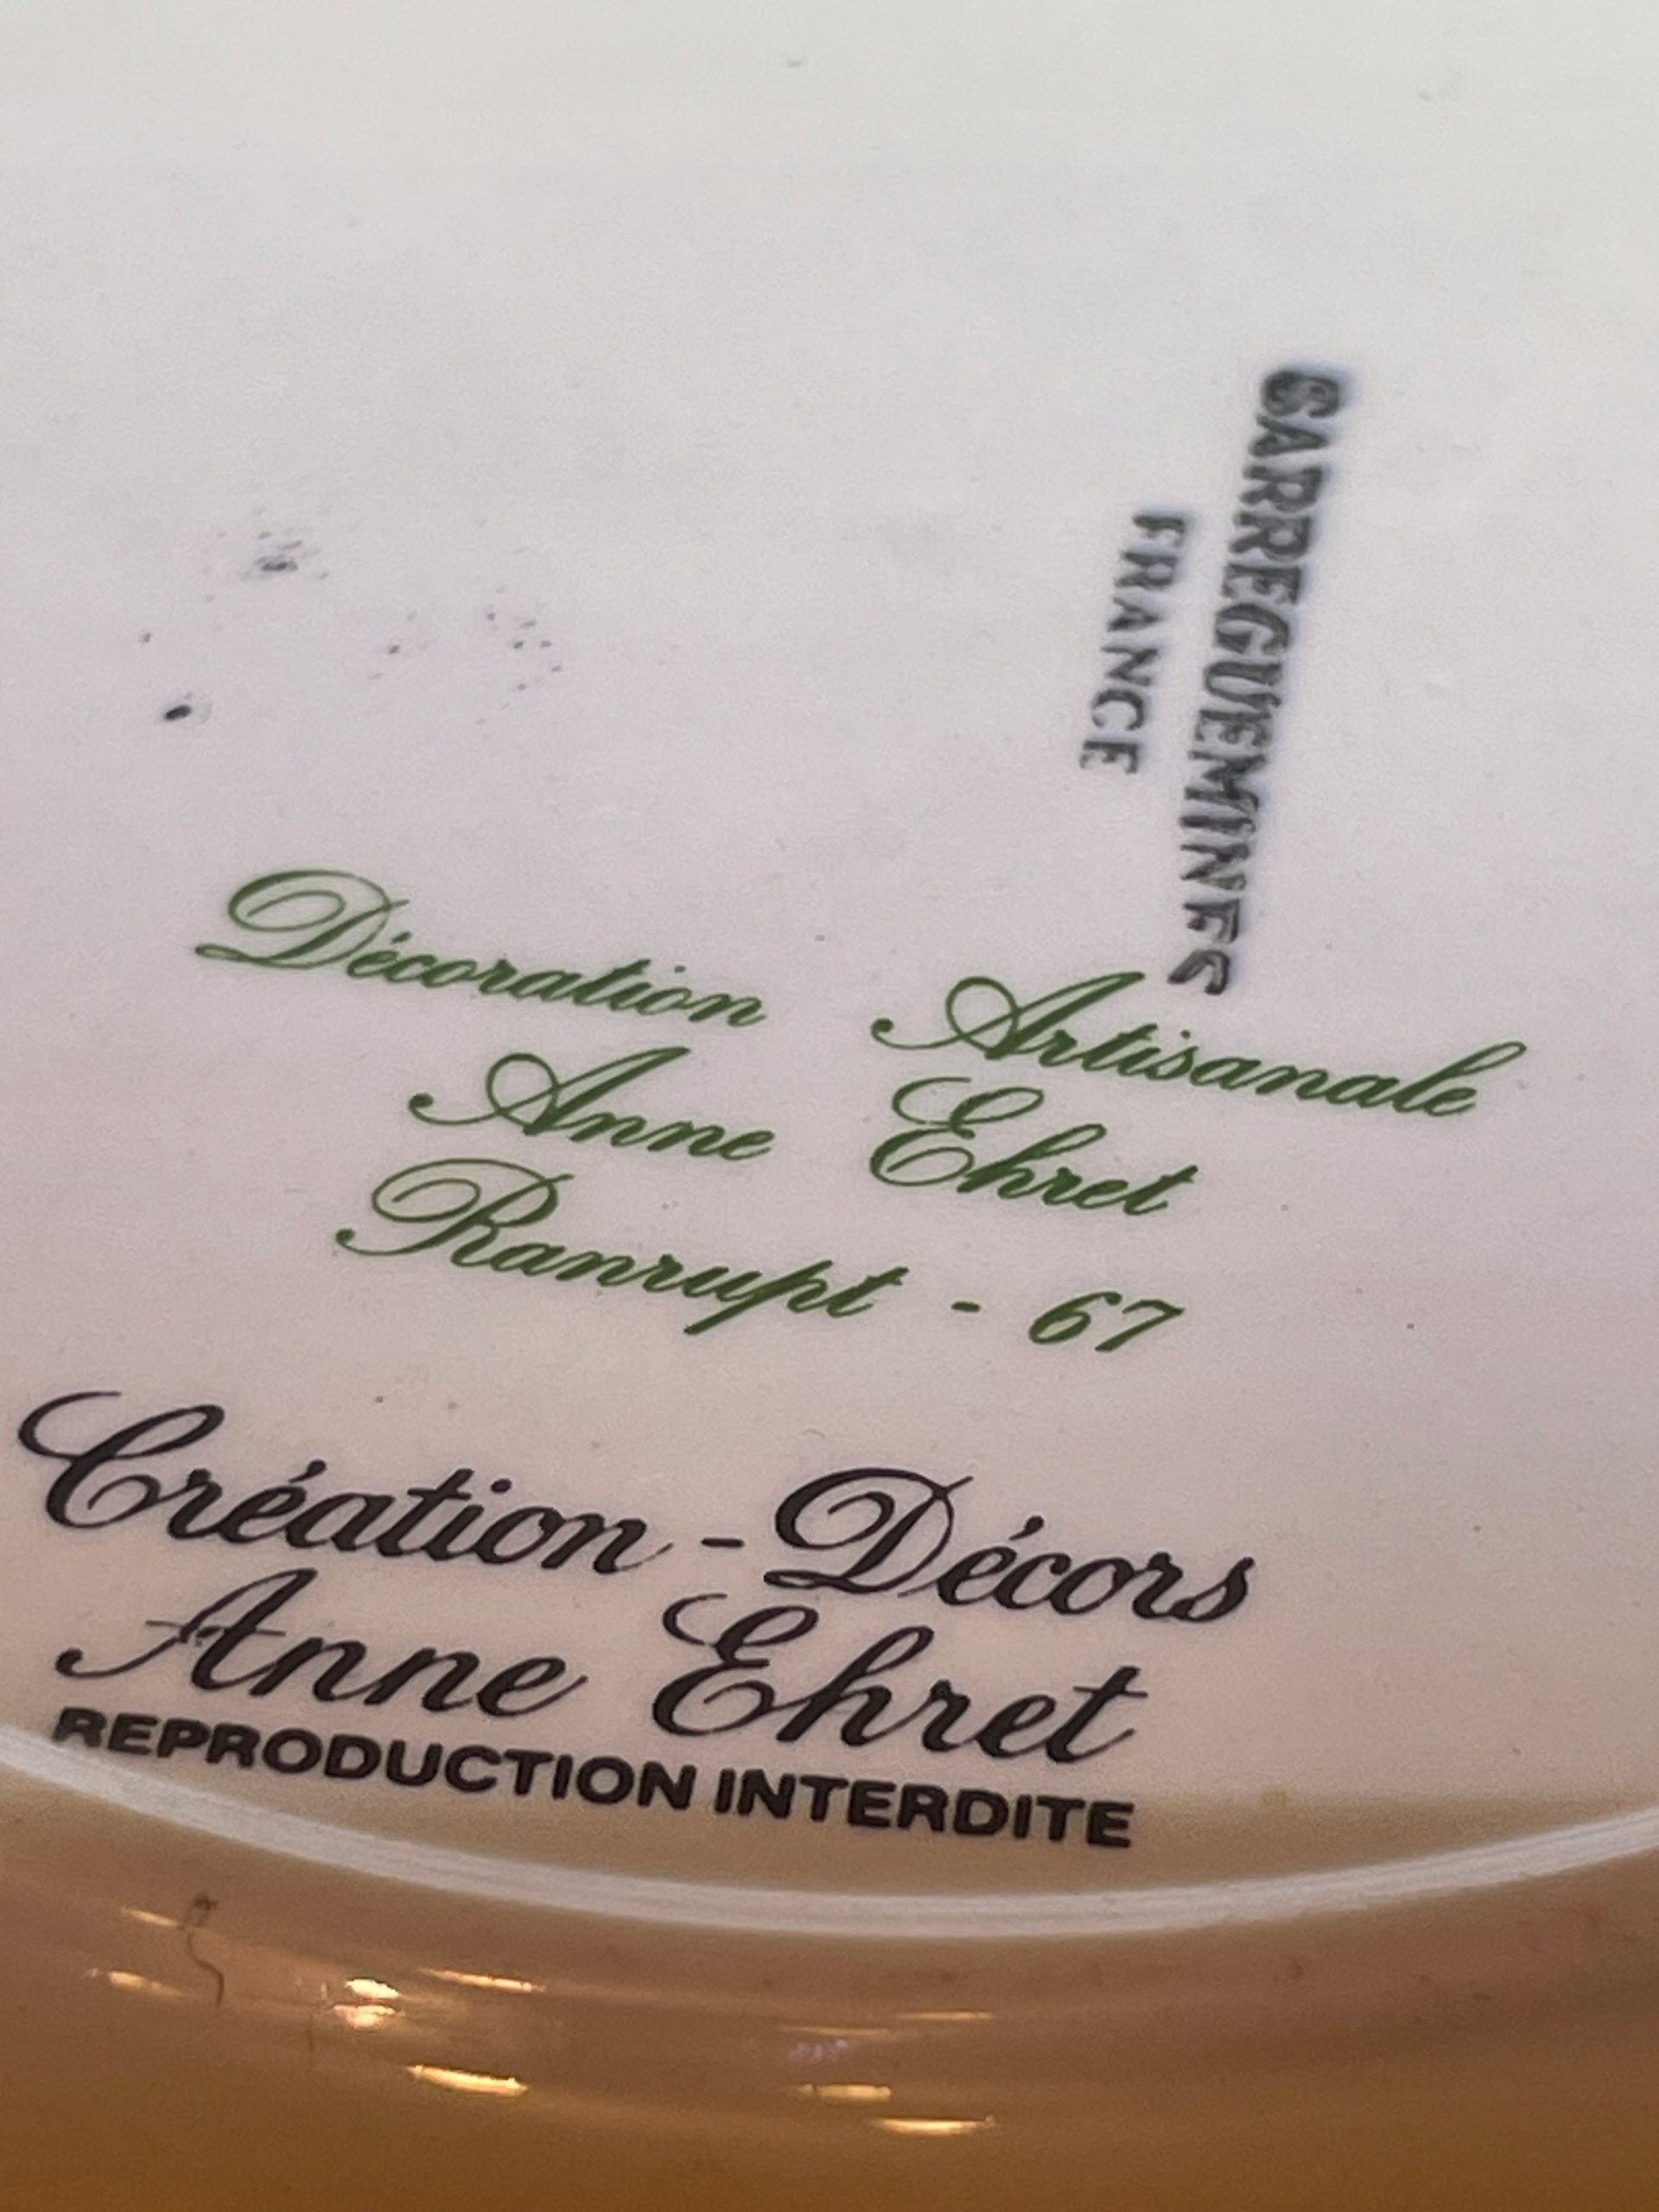 SARREGUEMINES
FRANCE
Décoration Artisanale
Anne Ehret
Ranrupt - 67
Création - Décors
Anne Ehret
REPRODUCTION INTERDITE